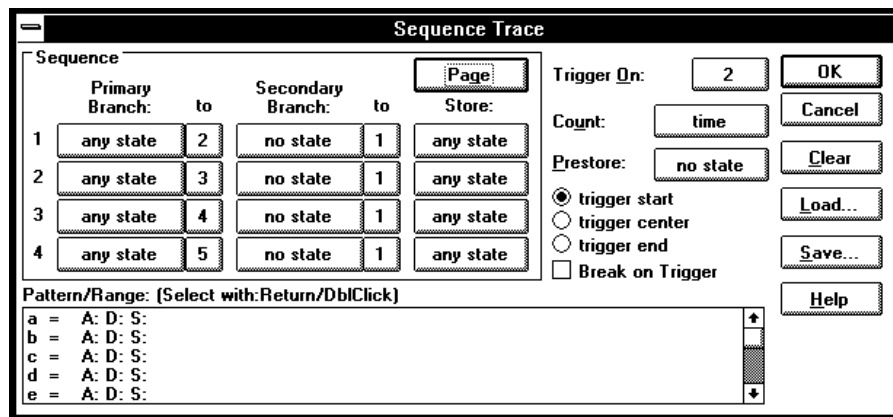 Sequence Trace
Sequence
Page
Primary Branch: to Secondary Branch: to Store:
1 any state 2 no state 1 any state
2 any state 3 no state 1 any state
3 any state 4 no state 1 any state
4 any state 5 no state 1 any state
Trigger On: 2
Count: time
Prestore: no state
trigger start
trigger center
trigger end
Break on Trigger
OK
Cancel
Clear
Load...
Save...
Help
Pattern/Range: (Select with:Return/DblClick)
a = A: D: S:
b = A: D: S:
c = A: D: S:
d = A: D: S:
e = A: D: S: